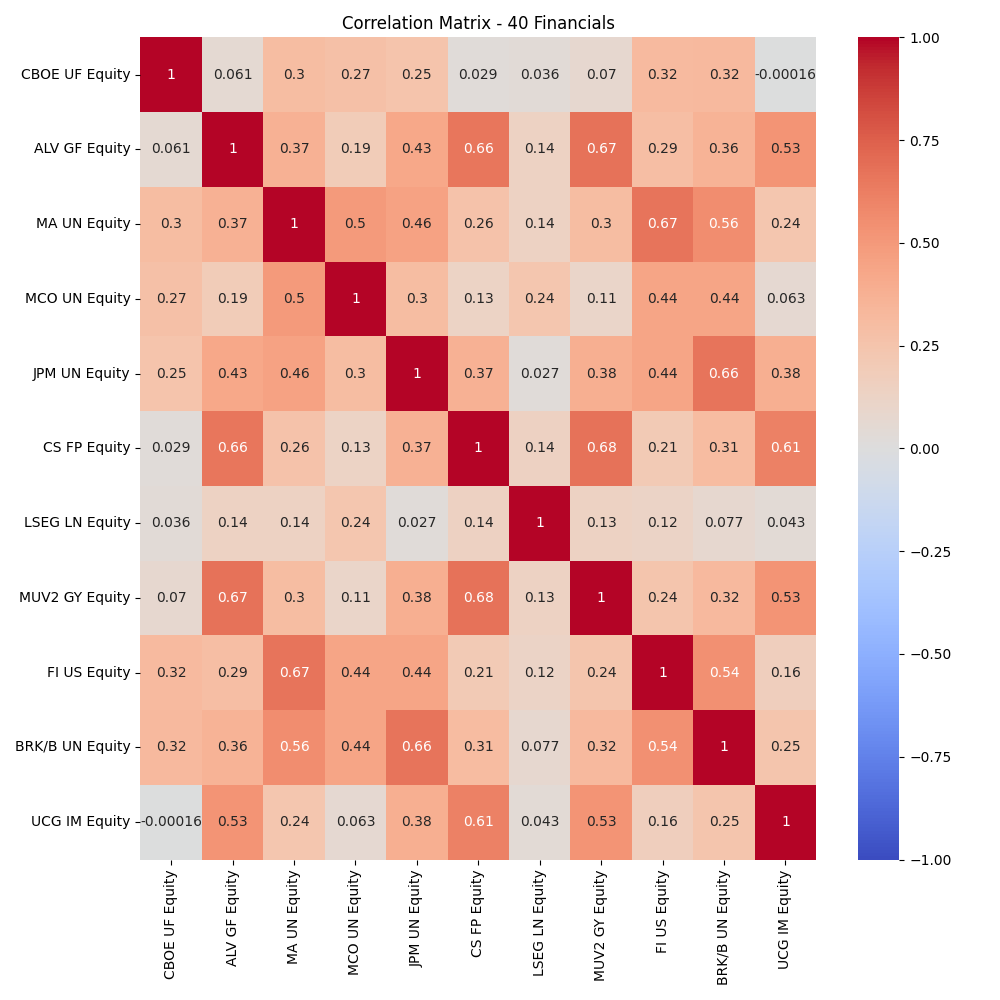 Correlation Matrix - 40 Financials
CBOE UF Equity 1 0.061 0.3 0.27 0.25 0.029 0.036 0.07 0.32 0.32 -0.00016
ALV GF Equity 0.061 1 0.37 0.19 0.43 0.66 0.14 0.67 0.29 0.36 0.53
MA UN Equity 0.3 0.37 1 0.5 0.46 0.26 0.14 0.3 0.67 0.56 0.24
MCO UN Equity 0.27 0.19 0.5 1 0.3 0.13 0.24 0.11 0.44 0.44 0.063
JPM UN Equity 0.25 0.43 0.46 0.3 1 0.37 0.027 0.38 0.44 0.66 0.38
CS FP Equity 0.029 0.66 0.26 0.13 0.37 1 0.14 0.68 0.21 0.31 0.61
LSEG LN Equity 0.036 0.14 0.14 0.24 0.027 0.14 1 0.13 0.12 0.077 0.043
MUV2 GY Equity 0.07 0.67 0.3 0.11 0.38 0.68 0.13 1 0.24 0.32 0.53
FI US Equity 0.32 0.29 0.67 0.44 0.44 0.21 0.12 0.24 1 0.54 0.16
BRK/B UN Equity 0.32 0.36 0.56 0.44 0.66 0.31 0.077 0.32 0.54 1 0.25
UCG IM Equity -0.00016 0.53 0.24 0.063 0.38 0.61 0.043 0.53 0.16 0.25 1
CBOE UF Equity
ALV GF Equity
MA UN Equity
MCO UN Equity
JPM UN Equity
CS FP Equity
LSEG LN Equity
MUV2 GY Equity
FI US Equity
BRK/B UN Equity
UCG IM Equity
1.00
0.75
0.50
0.25
0.00
−0.25
−0.50
−0.75
−1.00